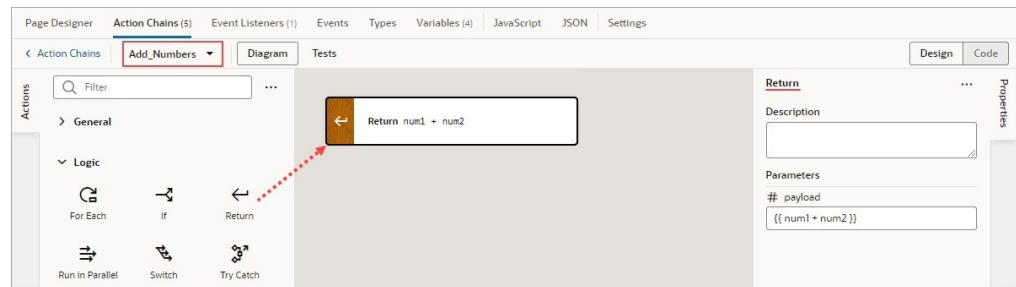 Page Designer Action Chains (5) Event Listeners (1) Events Types Variables (4) JavaScript JSON Settings
< Action Chains Add_Numbers Diagram Tests Design Code
Actions
Filter
General
Logic
For Each If Return
Run in Parallel Switch Try Catch
Return num1 + num2
Return
Description
Parameters
# payload
{{ num1 + num2 }}
Properties